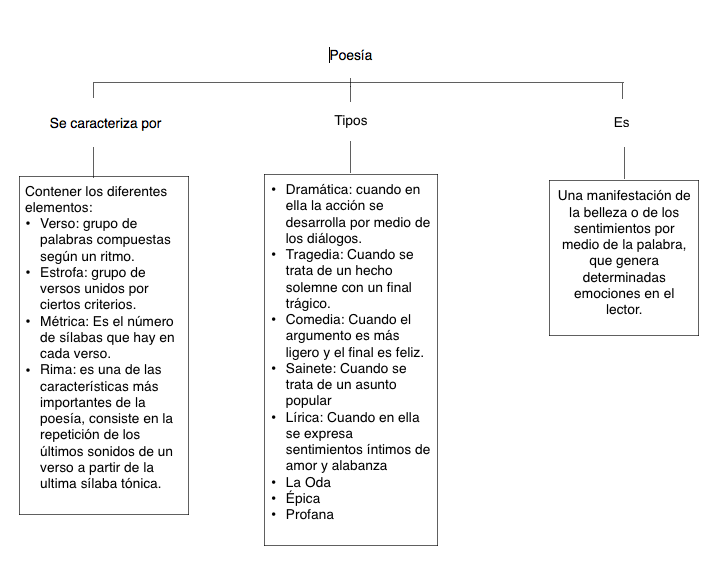 Poesía
Se caracteriza por
Tipos
Es
Contener los diferentes
elementos:
• Verso: grupo de
palabras compuestas
según un ritmo.
• Estrofa: grupo de
versos unidos por
ciertos criterios.
• Métrica: Es el número
de sílabas que hay en
cada verso.
• Rima: es una de las
características más
importantes de la
poesía, consiste en la
repetición de los
últimos sonidos de un
verso a partir de la
ultima sílaba tónica.
• Dramática: cuando en
ella la acción se
desarrolla por medio de
los diálogos.
• Tragedia: Cuando se
trata de un hecho
solemne con un final
trágico.
• Comedia: Cuando el
argumento es más
ligero y el final es feliz.
• Sainete: Cuando se
trata de un asunto
popular
• Lírica: Cuando en ella
se expresa
sentimientos íntimos de
amor y alabanza
• La Oda
• Épica
• Profana
Una manifestación de
la belleza o de los
sentimientos por
medio de la palabra,
que genera
determinadas
emociones en el
lector.